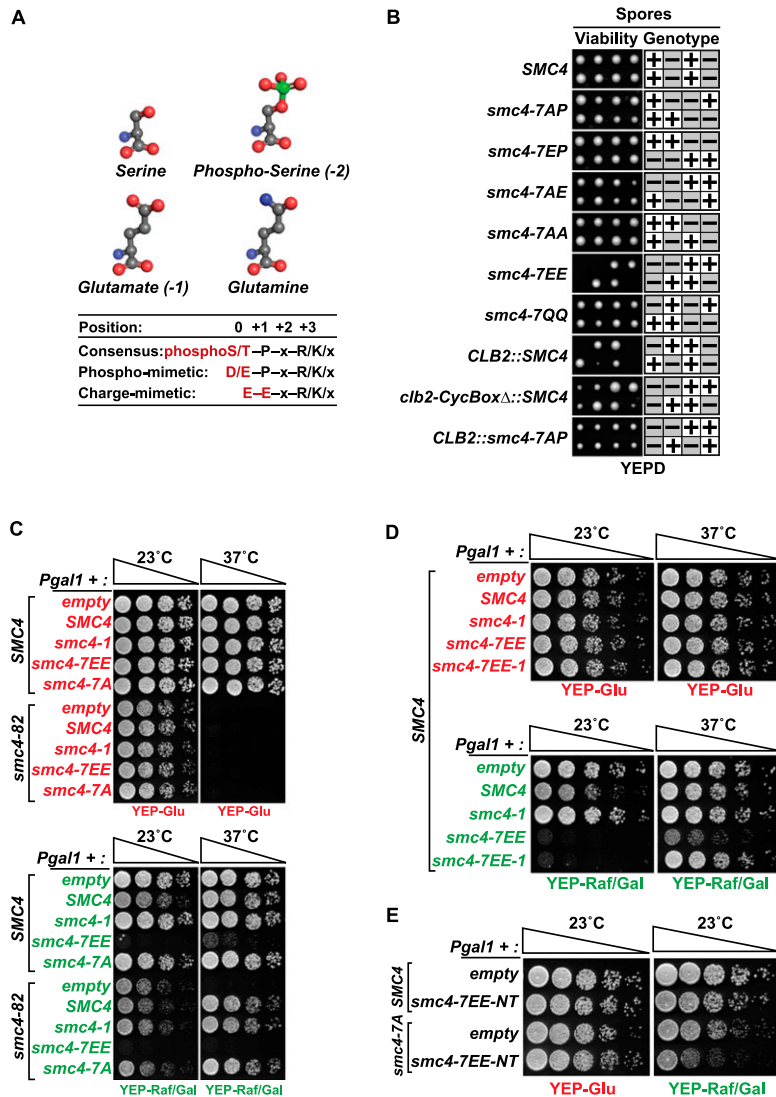 A
Serine
Phospho-Serine (-2)
Glutamate (-1)
Glutamine
Position: 0 +1 +2 +3
Consensus:phosphoS/T–P–x–R/K/x
Phospho-mimetic: D/E–P–x–R/K/x
Charge-mimetic: E–E–x–R/K/x
B
Spores
Viability Genotype
SMC4 + − + −
+ − + −
smc4-7AP + − − +
+ + − −
smc4-7EP + + − −
− − + +
smc4-7AE − − + +
+ − − +
smc4-7AA + + − −
+ − + −
smc4-7EE − − + +
− + + −
smc4-7QQ − + − +
+ + − −
CLB2::SMC4 − + + −
+ − + −
clb2-CycBoxΔ::SMC4 − − + +
− + + −
CLB2::smc4-7AP − − + +
− + − +
YEPD
C
23˚C 37˚C
Pgal1 + :
SMC4
empty
SMC4
smc4-1
smc4-7EE
smc4-7A
smc4-82
empty
SMC4
smc4-1
smc4-7EE
smc4-7A
YEP-Glu YEP-Glu
23˚C 37˚C
Pgal1 + :
SMC4
empty
SMC4
smc4-1
smc4-7EE
smc4-7A
smc4-82
empty
SMC4
smc4-1
smc4-7EE
smc4-7A
YEP-Raf/Gal YEP-Raf/Gal
D
23˚C 37˚C
Pgal1 + :
SMC4
empty
SMC4
smc4-1
smc4-7EE
smc4-7EE-1
YEP-Glu YEP-Glu
23˚C 37˚C
empty
SMC4
smc4-1
smc4-7EE
smc4-7EE-1
YEP-Raf/Gal YEP-Raf/Gal
E
23˚C 23˚C
Pgal1 + :
SMC4
empty
smc4-7EE-NT
smc4-7A
empty
smc4-7EE-NT
YEP-Glu YEP-Raf/Gal